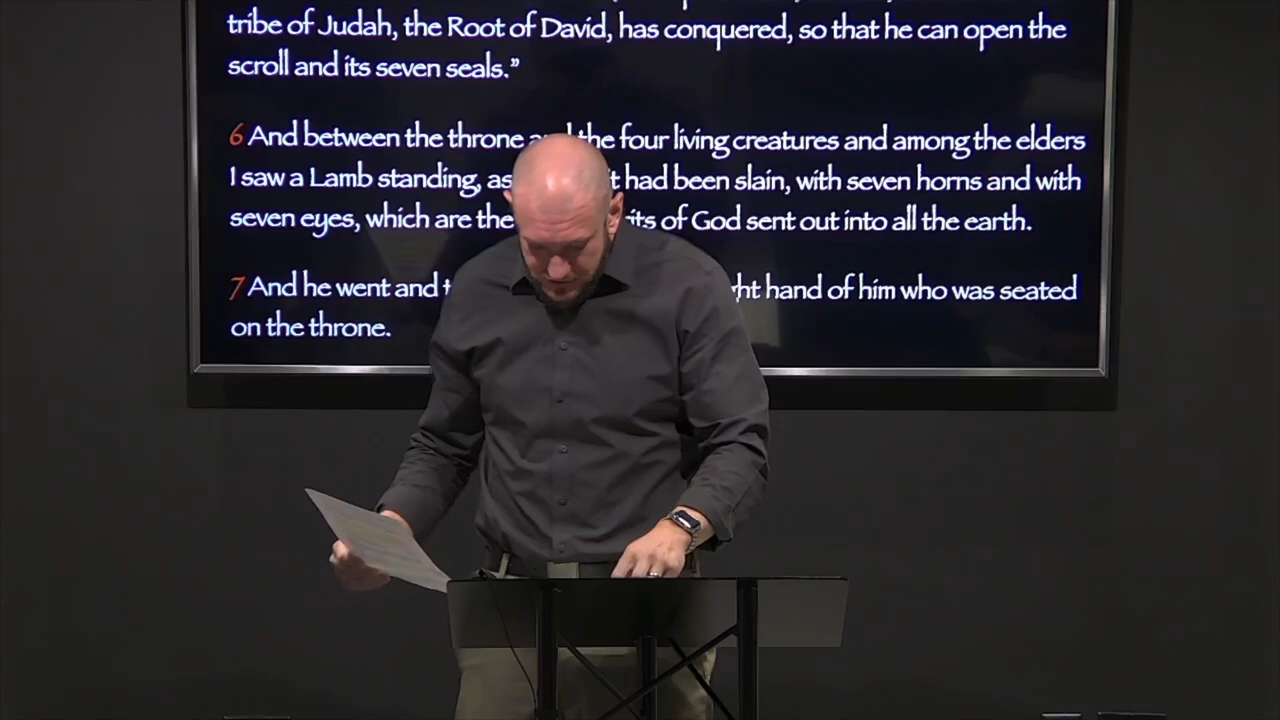 tribe of Judah, the Root of David, has conquered, so that he can open the
scroll and its seven seals.”
6 And between the throne and the four living creatures and among the elders
I saw a Lamb standing, as it had been slain, with seven horns and with
seven eyes, which are the of God sent out into all the earth.
7 And he went and hand of him who was seated
on the throne.